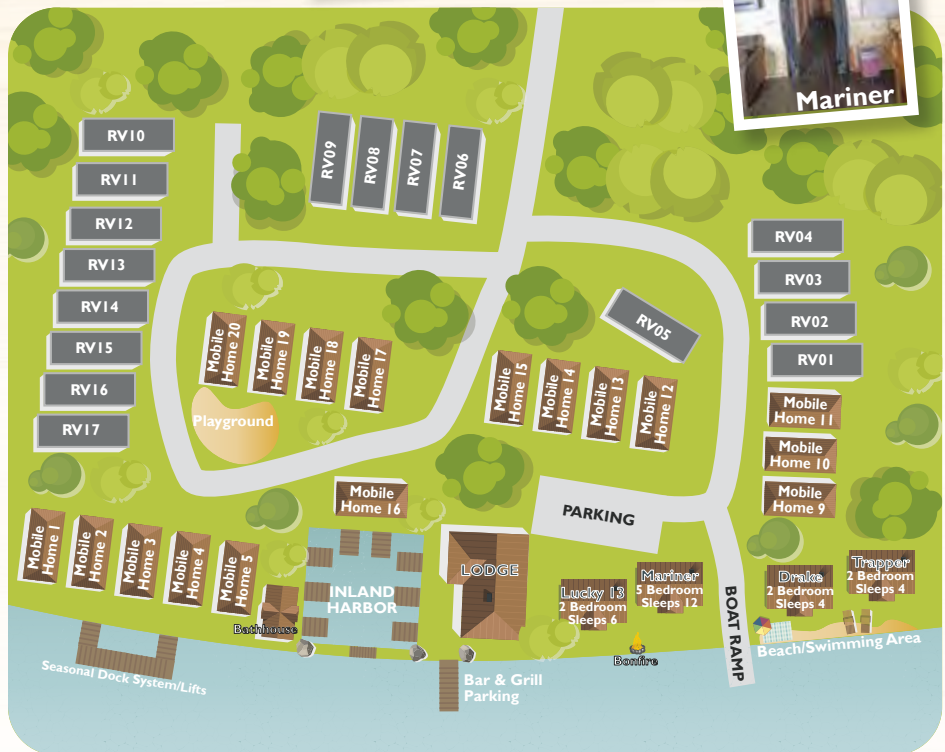 Mariner
RV10
RV11
RV12
RV13
RV14
RV15
RV16
RV17
RV09
RV08
RV07
RV06
RV04
RV03
RV02
RV01
RV05
Mobile
Home 20
Mobile
Home 19
Mobile
Home 18
Mobile
Home 17
Mobile
Home 15
Mobile
Home 14
Mobile
Home 13
Mobile
Home 12
Mobile
Home 11
Mobile
Home 10
Mobile
Home 9
Playground
Mobile
Home 16
PARKING
Mobile
Home 1
Mobile
Home 2
Mobile
Home 3
Mobile
Home 4
Mobile
Home 5
Bathhouse
INLAND
HARBOR
LODGE
Lucky 13
2 Bedroom
Sleeps 6
Mariner
5 Bedroom
Sleeps 12
BOAT RAMP
Drake
2 Bedroom
Sleeps 4
Trapper
2 Bedroom
Sleeps 4
Beach/Swimming Area
Bonfire
Seasonal Dock System/Lifts
Bar & Grill
Parking